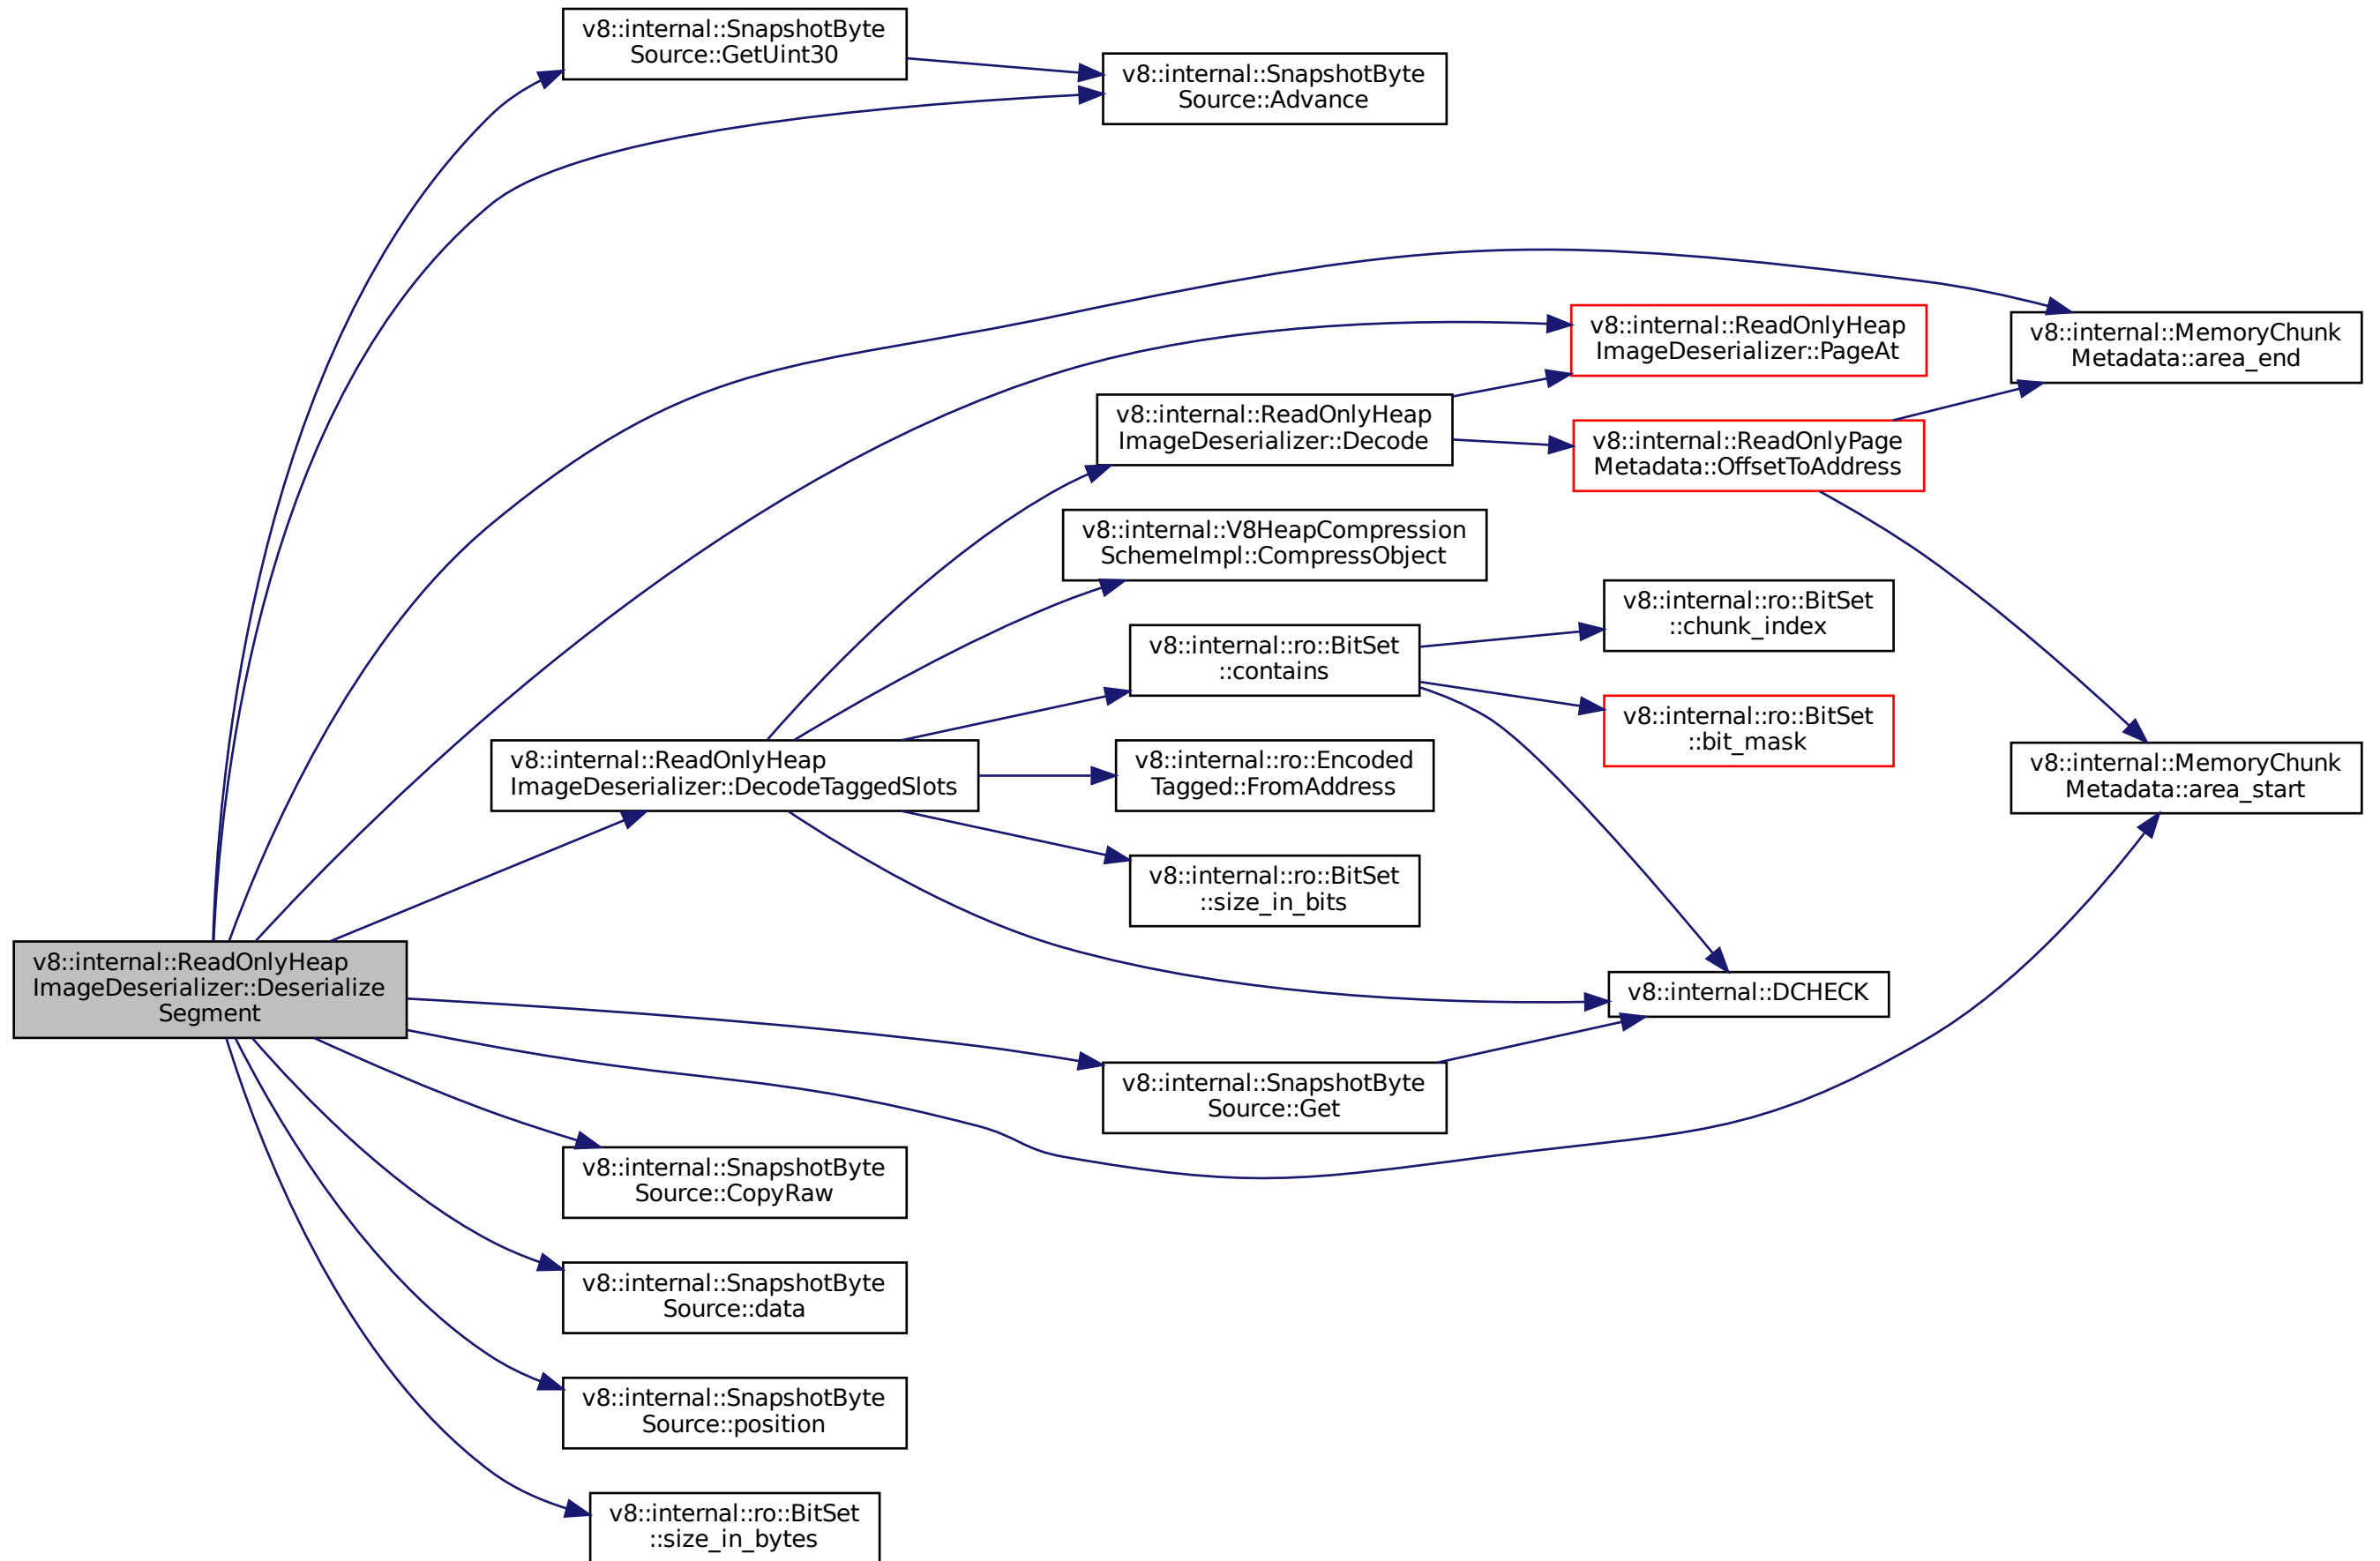 v8::internal::SnapshotByte
Source::GetUint30
v8::internal::SnapshotByte
Source::Advance
v8::internal::ReadOnlyHeap
ImageDeserializer::PageAt
v8::internal::MemoryChunk
Metadata::area_end
v8::internal::ReadOnlyHeap
ImageDeserializer::Decode
v8::internal::ReadOnlyPage
Metadata::OffsetToAddress
v8::internal::V8HeapCompression
SchemeImpl::CompressObject
v8::internal::ro::BitSet
::chunk_index
v8::internal::ro::BitSet
::contains
v8::internal::ro::BitSet
::bit_mask
v8::internal::ReadOnlyHeap
ImageDeserializer::DecodeTaggedSlots
v8::internal::ro::Encoded
Tagged::FromAddress
v8::internal::MemoryChunk
Metadata::area_start
v8::internal::ro::BitSet
::size_in_bits
v8::internal::ReadOnlyHeap
ImageDeserializer::Deserialize
Segment
v8::internal::DCHECK
v8::internal::SnapshotByte
Source::Get
v8::internal::SnapshotByte
Source::CopyRaw
v8::internal::SnapshotByte
Source::data
v8::internal::SnapshotByte
Source::position
v8::internal::ro::BitSet
::size_in_bytes